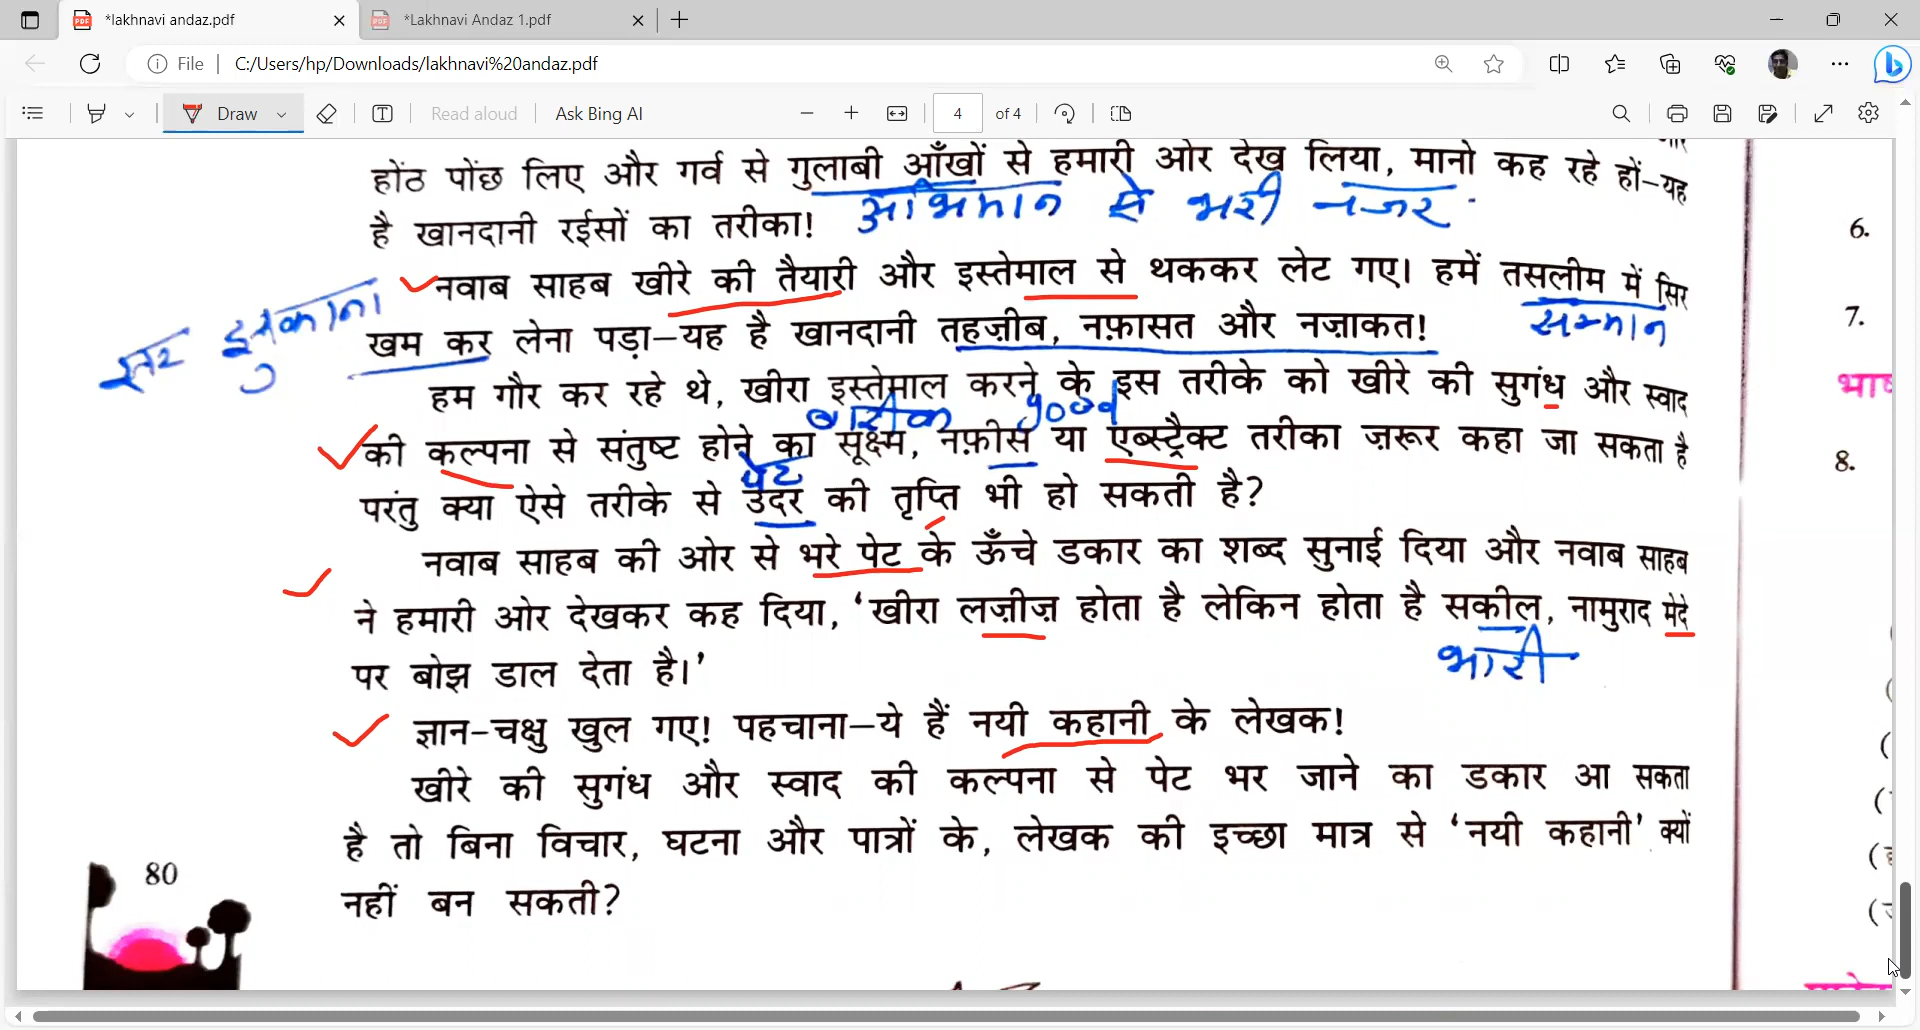 *lakhnavi andaz.pdf
*Lakhnavi Andaz 1.pdf
File C:/Users/hp/Downloads/lakhnavi%20andaz.pdf
Draw Read aloud Ask Bing AI 4 of 4
होंठ पोंछ लिए और गर्व से गुलाबी आँखों से हमारी ओर देख लिया, मानो कह रहे हों–यह
अभिमान से भरी नजर
है खानदानी रईसों का तरीका!
नवाब साहब खीरे की तैयारी और इस्तेमाल से थककर लेट गए। हमें तसलीम में सिर
सर झुकाना
सम्मान
खम कर लेना पड़ा–यह है खानदानी तहज़ीब, नफ़ासत और नज़ाकत!
हम गौर कर रहे थे, खीरा इस्तेमाल करने के इस तरीके को खीरे की सुगंध और स्वाद
बारीक good
की कल्पना से संतुष्ट होने का सूक्ष्म, नफ़ीस या एब्स्ट्रैक्ट तरीका ज़रूर कहा जा सकता है
पेट
परंतु क्या ऐसे तरीके से उदर की तृप्ति भी हो सकती है?
नवाब साहब की ओर से भरे पेट के ऊँचे डकार का शब्द सुनाई दिया और नवाब साहब
ने हमारी ओर देखकर कह दिया, ‘खीरा लज़ीज़ होता है लेकिन होता है सकील, नामुराद मेदे
भारी
पर बोझ डाल देता है।’
ज्ञान-चक्षु खुल गए! पहचाना–ये हैं नयी कहानी के लेखक!
खीरे की सुगंध और स्वाद की कल्पना से पेट भर जाने का डकार आ सकता
है तो बिना विचार, घटना और पात्रों के, लेखक की इच्छा मात्र से ‘नयी कहानी’ क्यों
नहीं बन सकती?
80
6.
7.
8.